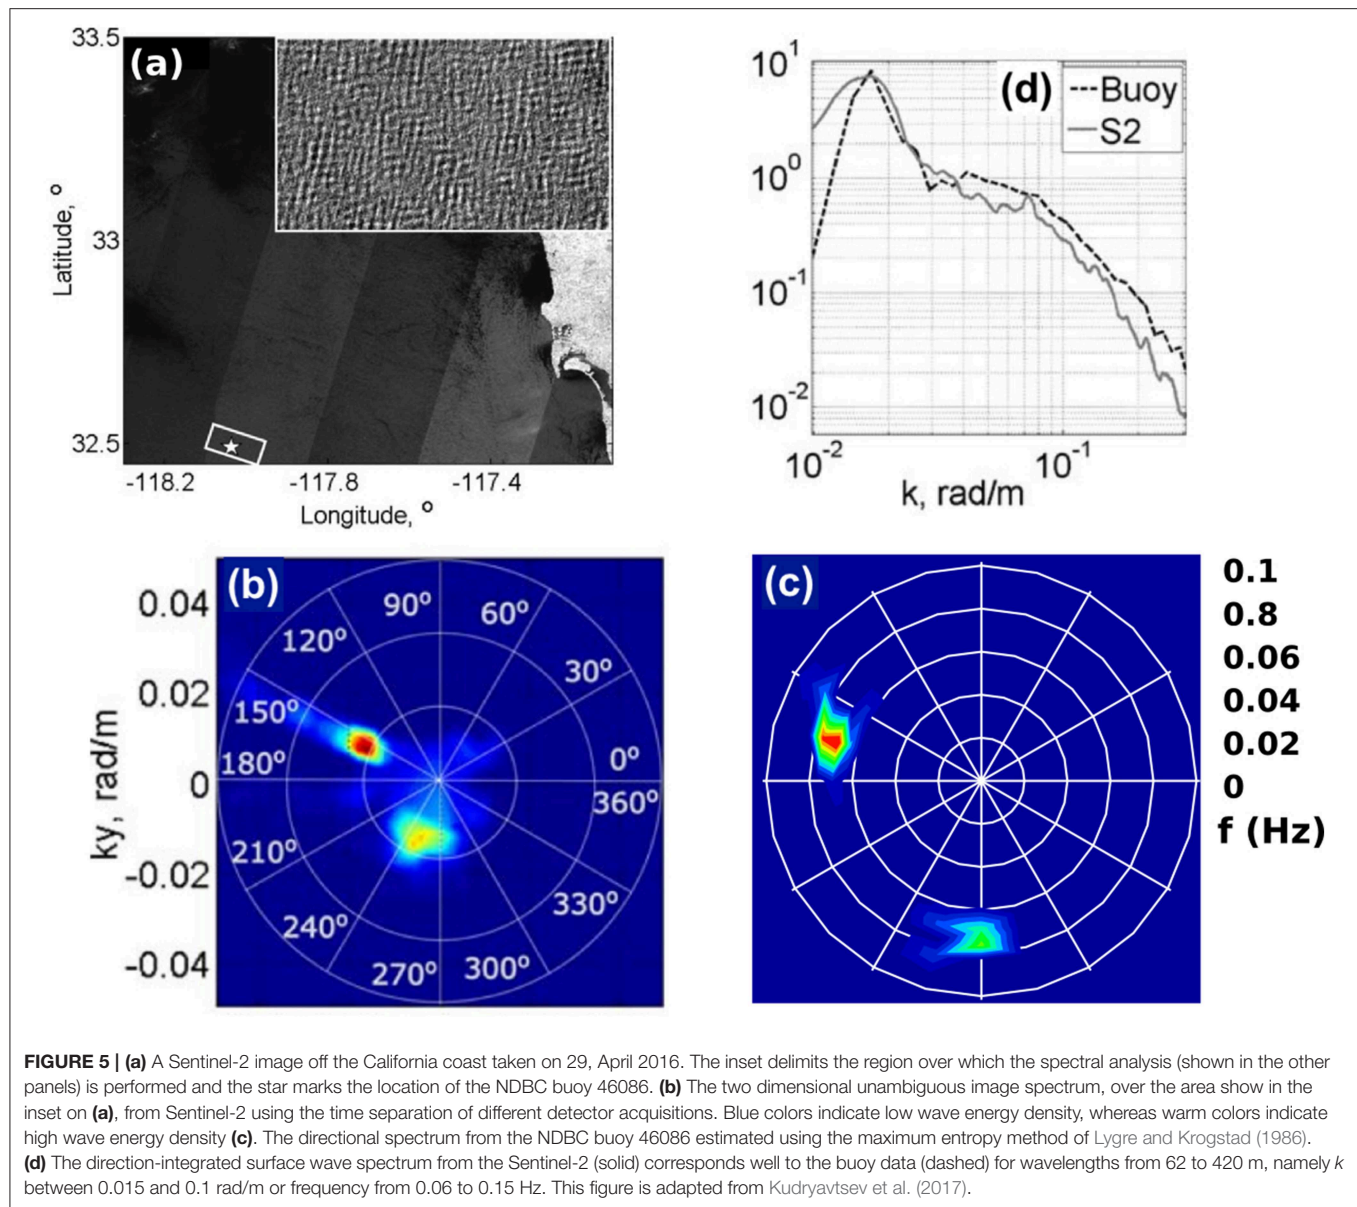 (a)
33.5
33
32.5
Latitude, °
-118.2
-117.8
-117.4
Longitude, °
(d)
Buoy
S2
10^1
10^0
10^-1
10^-2
10^-2
10^-1
k, rad/m
(b)
0.04
0.02
0
-0.02
-0.04
ky, rad/m
90°
60°
120°
30°
150°
180°
0°
360°
210°
330°
240°
270°
300°
(c)
0.1
0.8
0.06
0.04
0.02
0
f (Hz)
FIGURE 5 | (a) A Sentinel-2 image off the California coast taken on 29, April 2016. The inset delimits the region over which the spectral analysis (shown in the other
panels) is performed and the star marks the location of the NDBC buoy 46086. (b) The two dimensional unambiguous image spectrum, over the area show in the
inset on (a), from Sentinel-2 using the time separation of different detector acquisitions. Blue colors indicate low wave energy density, whereas warm colors indicate
high wave energy density (c). The directional spectrum from the NDBC buoy 46086 estimated using the maximum entropy method of Lygre and Krogstad (1986).
(d) The direction-integrated surface wave spectrum from the Sentinel-2 (solid) corresponds well to the buoy data (dashed) for wavelengths from 62 to 420 m, namely k
between 0.015 and 0.1 rad/m or frequency from 0.06 to 0.15 Hz. This figure is adapted from Kudryavtsev et al. (2017).